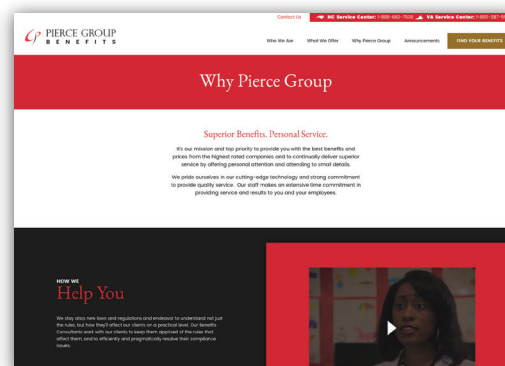 Contact Us
NC Service Center: 1-888-662-7500
VA Service Center: 1-800-387-
PIERCE GROUP
BENEFITS
Who We Are
What We Offer
Why Pierce Group
Announcements
FIND YOUR BENEFITS
Why Pierce Group
Superior Benefits. Personal Service.
It's our mission and top priority to provide you with the best benefits and
prices from the highest rated companies and to continually deliver superior
service by offering personal attention and attending to small details.
We pride ourselves in our cutting-edge technology and strong commitment
to provide quality service. Our staff makes an extensive time commitment in
providing service and results to you and your employees.
HOW WE
Help You
We stay atop new laws and regulations and endeavor to understand not just
the rules, but how they'll affect our clients on a practical level. Our Benefits
Consultants work with our clients to keep them apprised of the rules that
affect them, and to efficiently and pragmatically resolve their compliance
issues.